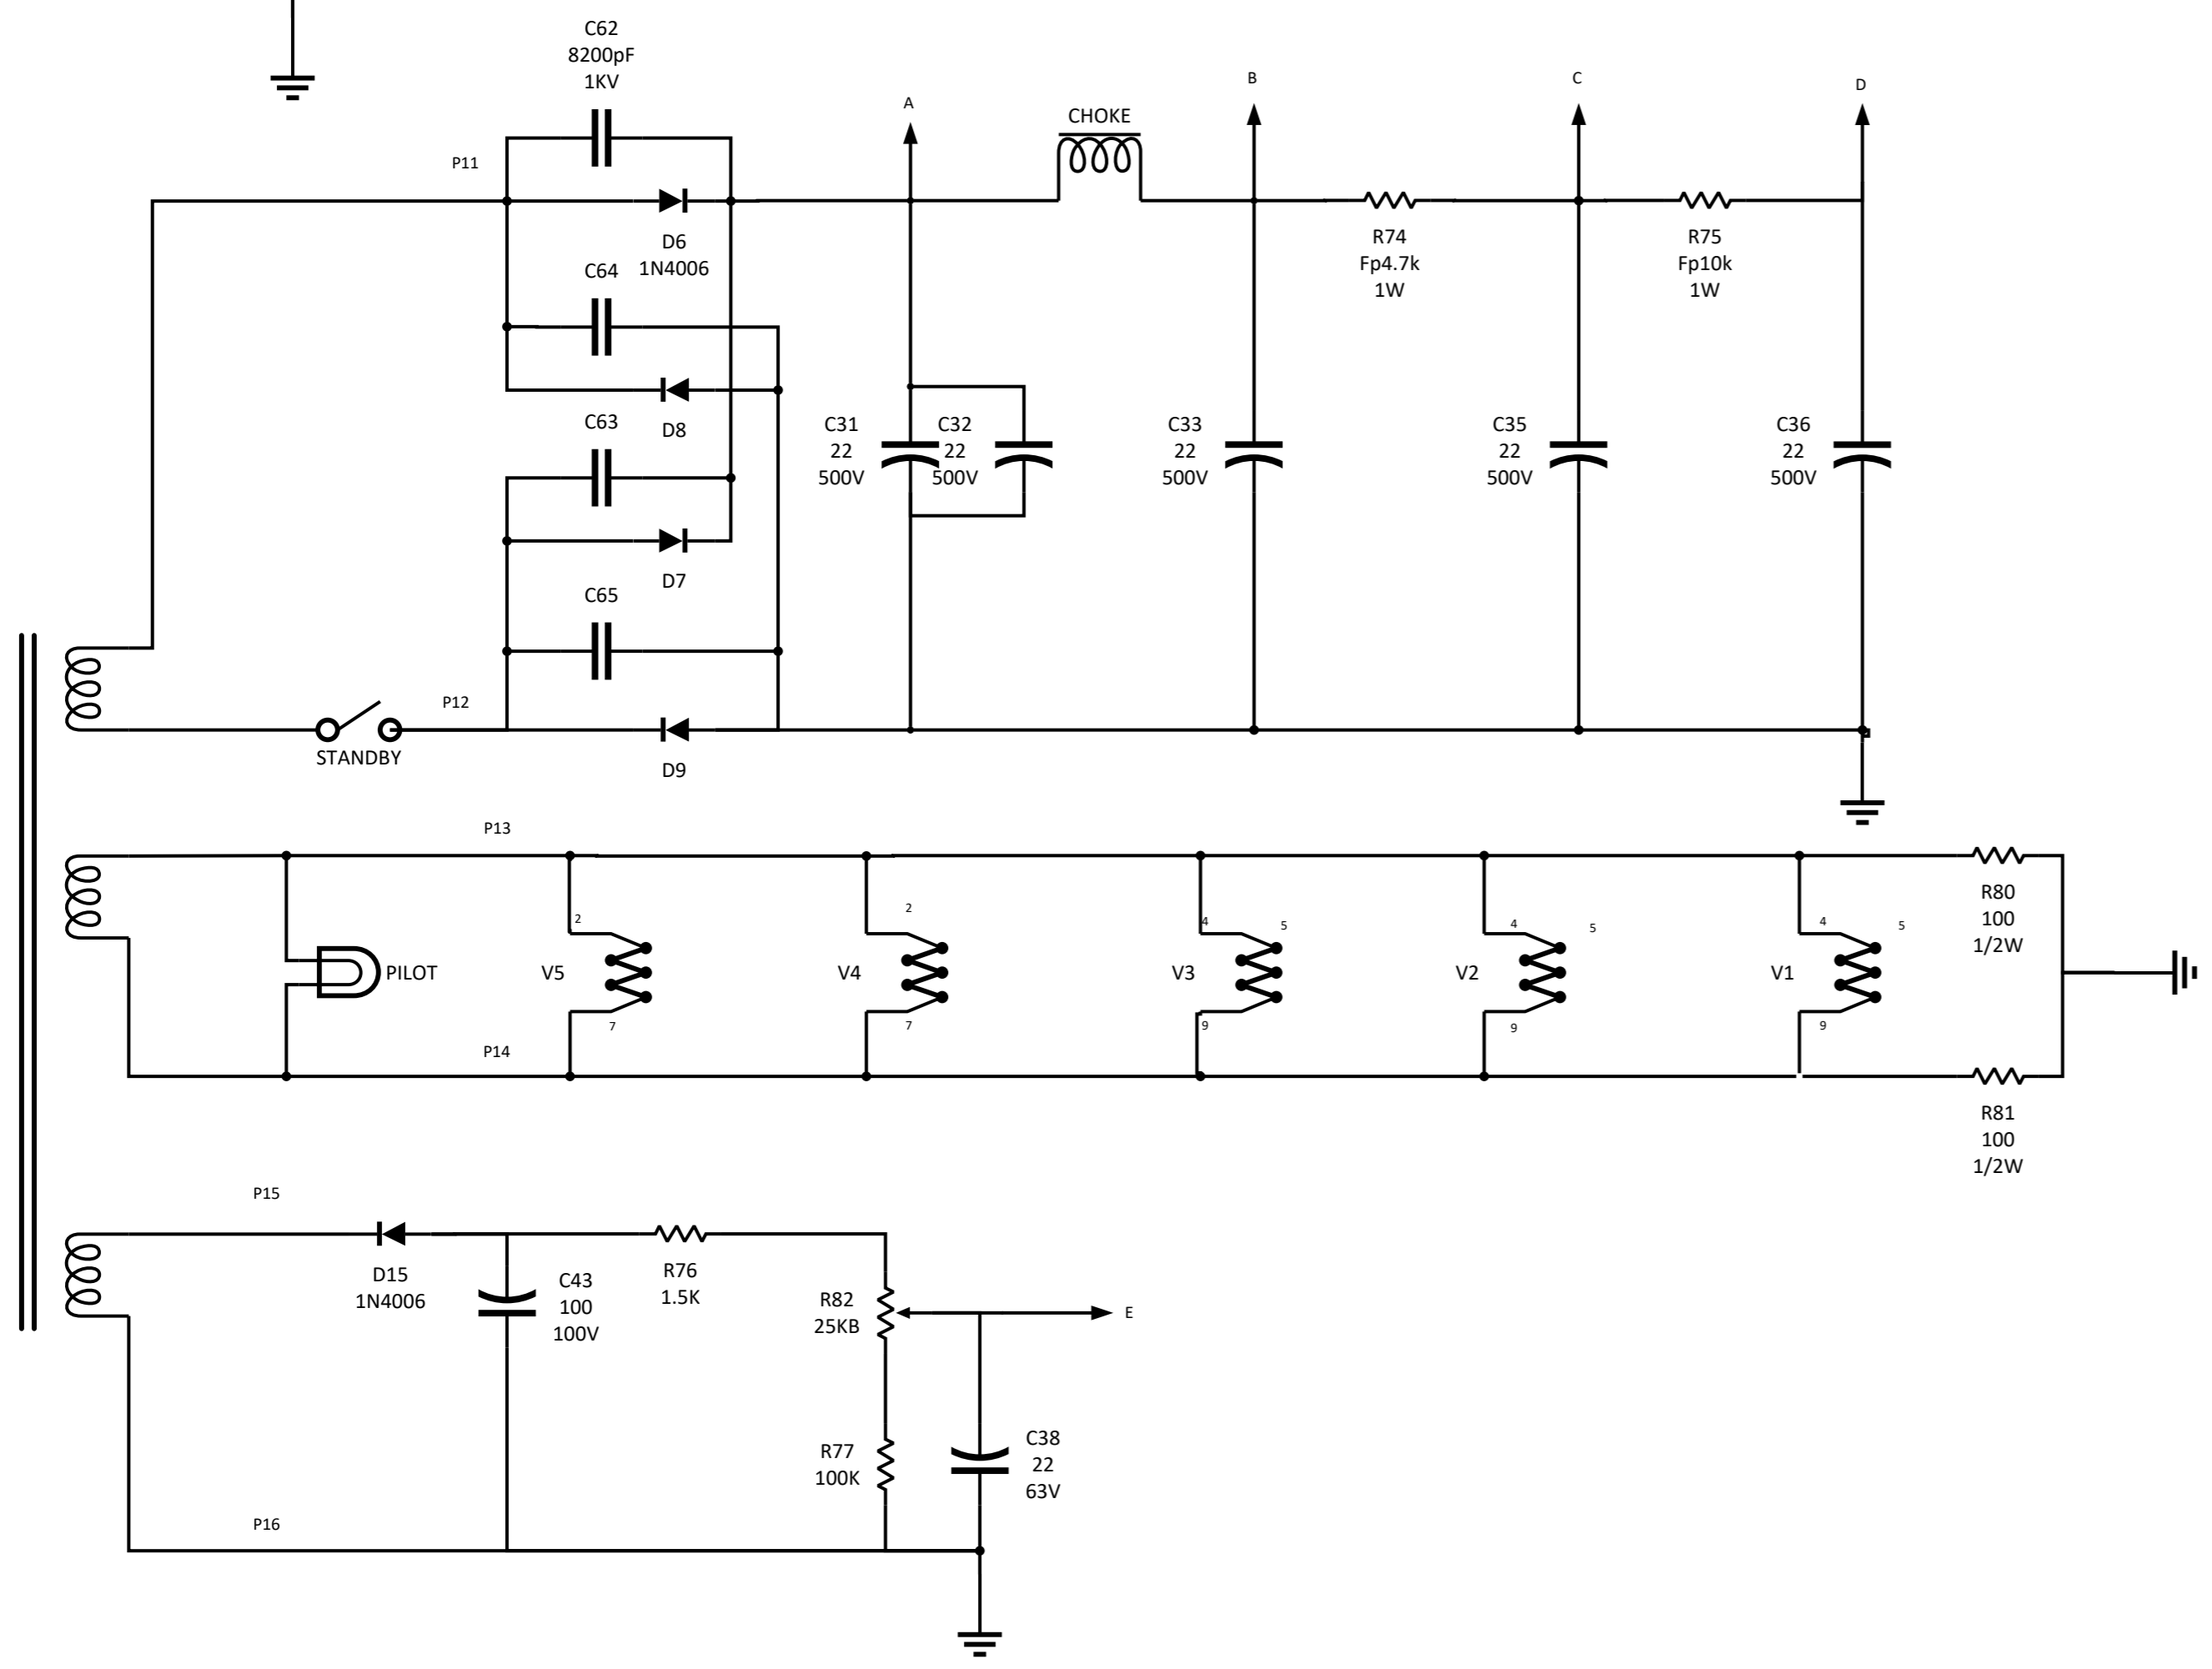 C62
8200pF
1KV
P11
A
CHOKE
B
C
D
D6
1N4006
C64
D8
C63
D7
C65
P12
STANDBY
D9
R74
Fp4.7k
1W
R75
Fp10k
1W
C31
22
500V
C32
22
500V
C33
22
500V
C35
22
500V
C36
22
500V
P13
PILOT
P14
V5
2
7
V4
2
7
V3
4
5
9
V2
4
5
9
V1
4
5
9
R80
100
1/2W
R81
100
1/2W
P15
D15
1N4006
C43
100
100V
R76
1.5K
R82
25KB
E
R77
100K
C38
22
63V
P16